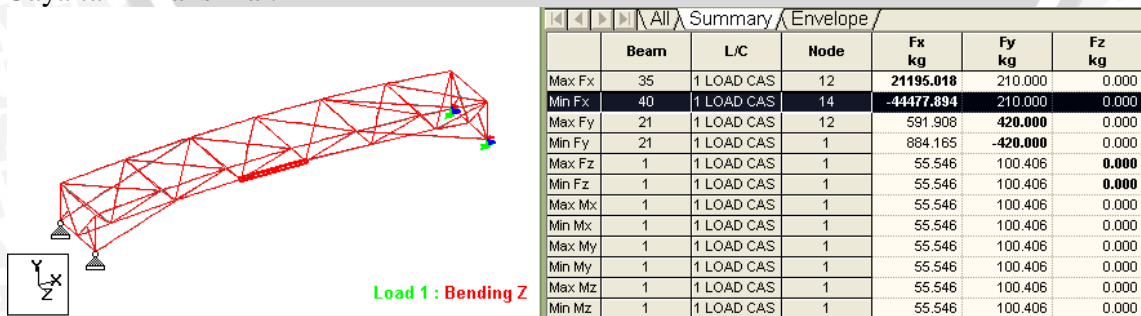 All Summary Envelope
Beam L/C Node Fx kg Fy kg Fz kg
Max Fx 35 1 LOAD CAS 12 21195.018 210.000 0.000
Min Fx 40 1 LOAD CAS 14 -44477.894 210.000 0.000
Max Fy 21 1 LOAD CAS 12 591.908 420.000 0.000
Min Fy 21 1 LOAD CAS 1 884.165 -420.000 0.000
Max Fz 1 1 LOAD CAS 1 55.546 100.406 0.000
Min Fz 1 1 LOAD CAS 1 55.546 100.406 0.000
Max Mx 1 1 LOAD CAS 1 55.546 100.406 0.000
Min Mx 1 1 LOAD CAS 1 55.546 100.406 0.000
Max My 1 1 LOAD CAS 1 55.546 100.406 0.000
Min My 1 1 LOAD CAS 1 55.546 100.406 0.000
Max Mz 1 1 LOAD CAS 1 55.546 100.406 0.000
Min Mz 1 1 LOAD CAS 1 55.546 100.406 0.000
Y
X
Z
Load 1 : Bending Z